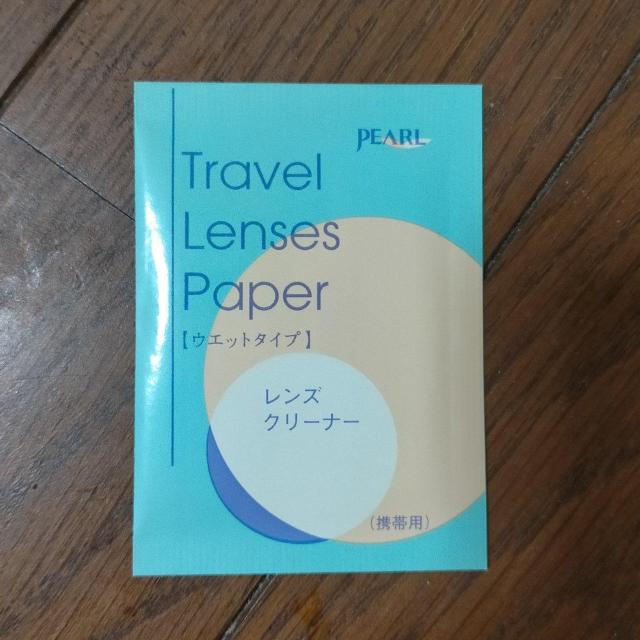 PEARL
Travel
Lenses
Paper
【ウエットタイプ】
レンズ
クリーナー
(携帯用)